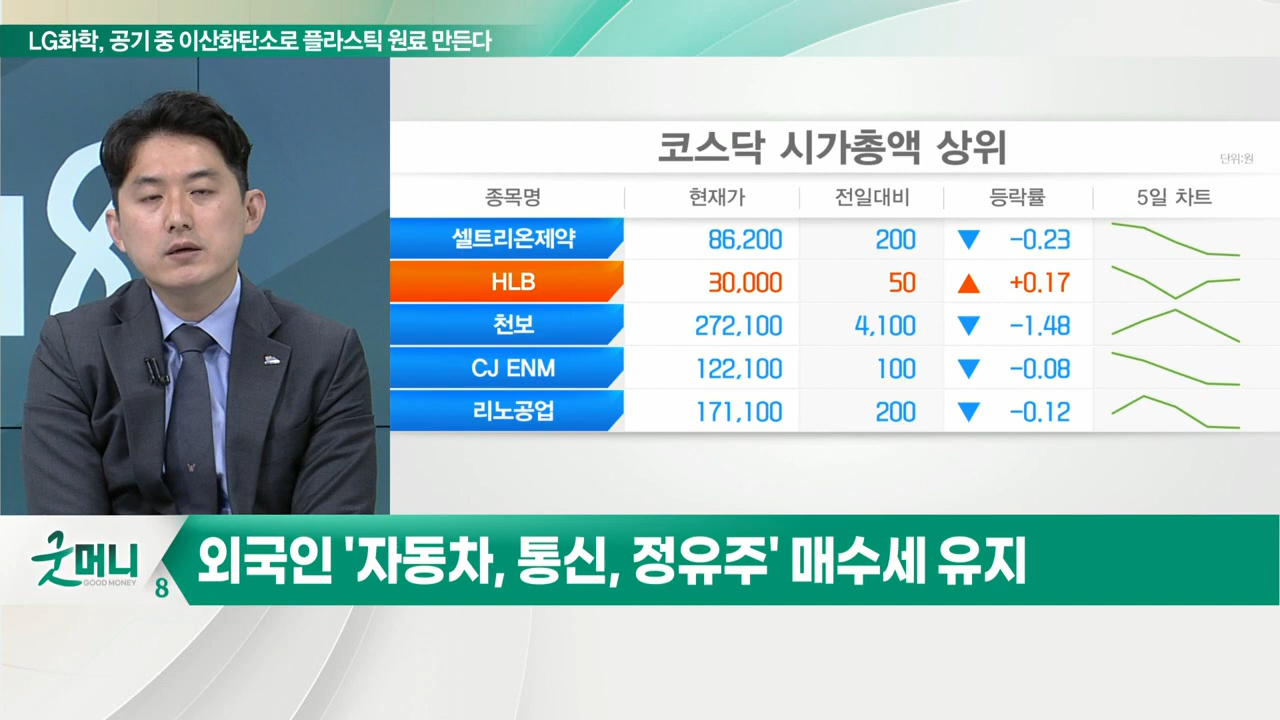 LG화학, 공기 중 이산화탄소로 플라스틱 원료 만든다
코스닥 시가총액 상위
단위:원
종목명 현재가 전일대비 등락률 5일 차트
셀트리온제약 86,200 200 ▼ -0.23
HLB 30,000 50 ▲ +0.17
천보 272,100 4,100 ▼ -1.48
CJ ENM 122,100 100 ▼ -0.08
리노공업 171,100 200 ▼ -0.12
굿머니
GOOD MONEY
8
외국인 '자동차, 통신, 정유주' 매수세 유지